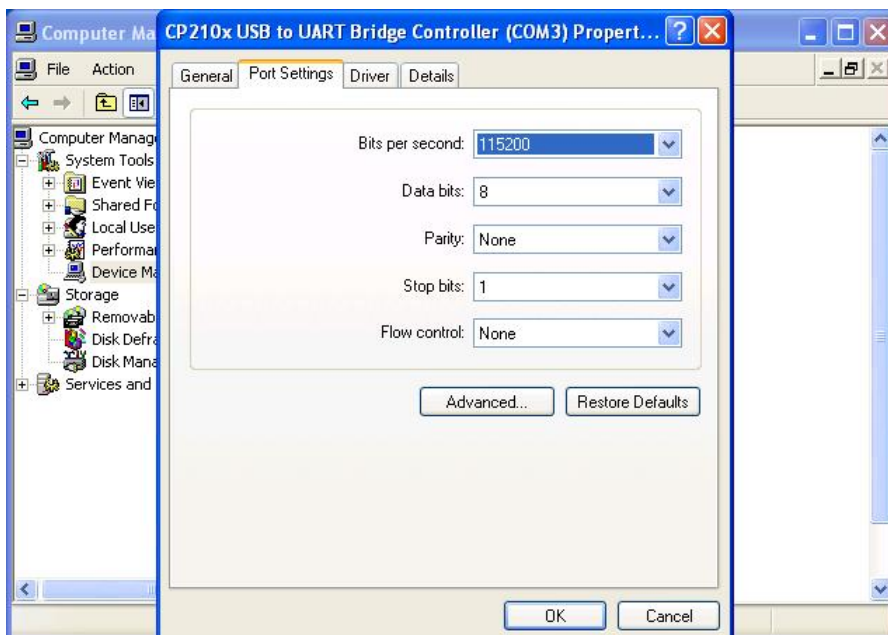 Computer Ma
CP210x USB to UART Bridge Controller (COM3) Propert...
File Action
General Port Settings Driver Details
Computer Manag
System Tools
Event Vie
Shared Fo
Local Use
Performa
Device Ma
Storage
Removab
Disk Defra
Disk Mana
Services and
Bits per second: 115200
Data bits: 8
Parity: None
Stop bits: 1
Flow control: None
Advanced... Restore Defaults
OK Cancel